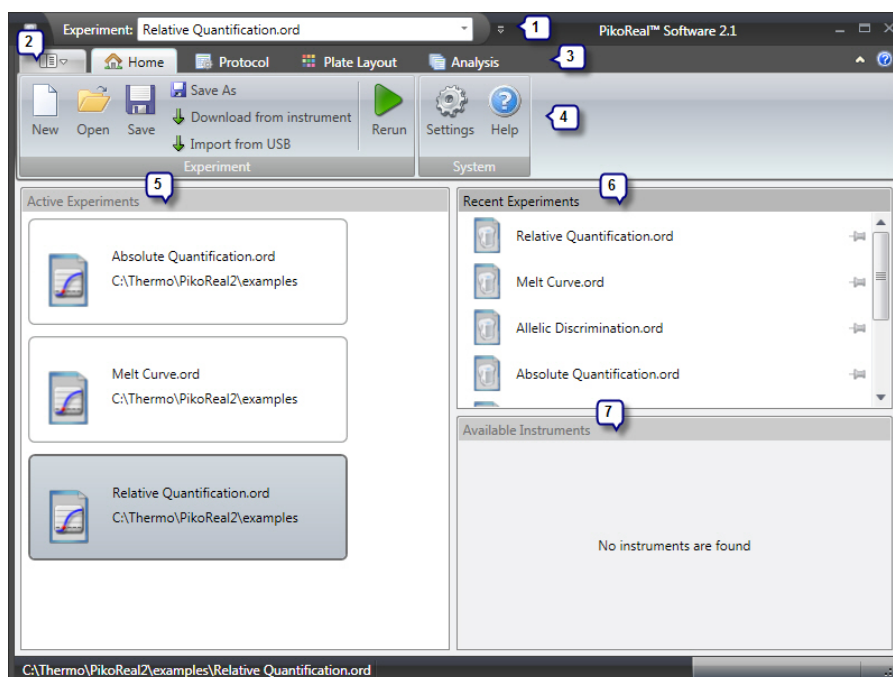 Experiment: Relative Quantification.ord
1
PikoReal™ Software 2.1
2
Home
Protocol
Plate Layout
Analysis
3
New
Open
Save
Save As
Download from instrument
Import from USB
Rerun
Settings
Help
4
Experiment
System
5
6
Active Experiments
Recent Experiments
Absolute Quantification.ord
C:\Thermo\PikoReal2\examples
Melt Curve.ord
C:\Thermo\PikoReal2\examples
Relative Quantification.ord
C:\Thermo\PikoReal2\examples
Relative Quantification.ord
Melt Curve.ord
Allelic Discrimination.ord
Absolute Quantification.ord
7
Available Instruments
No instruments are found
C:\Thermo\PikoReal2\examples\Relative Quantification.ord